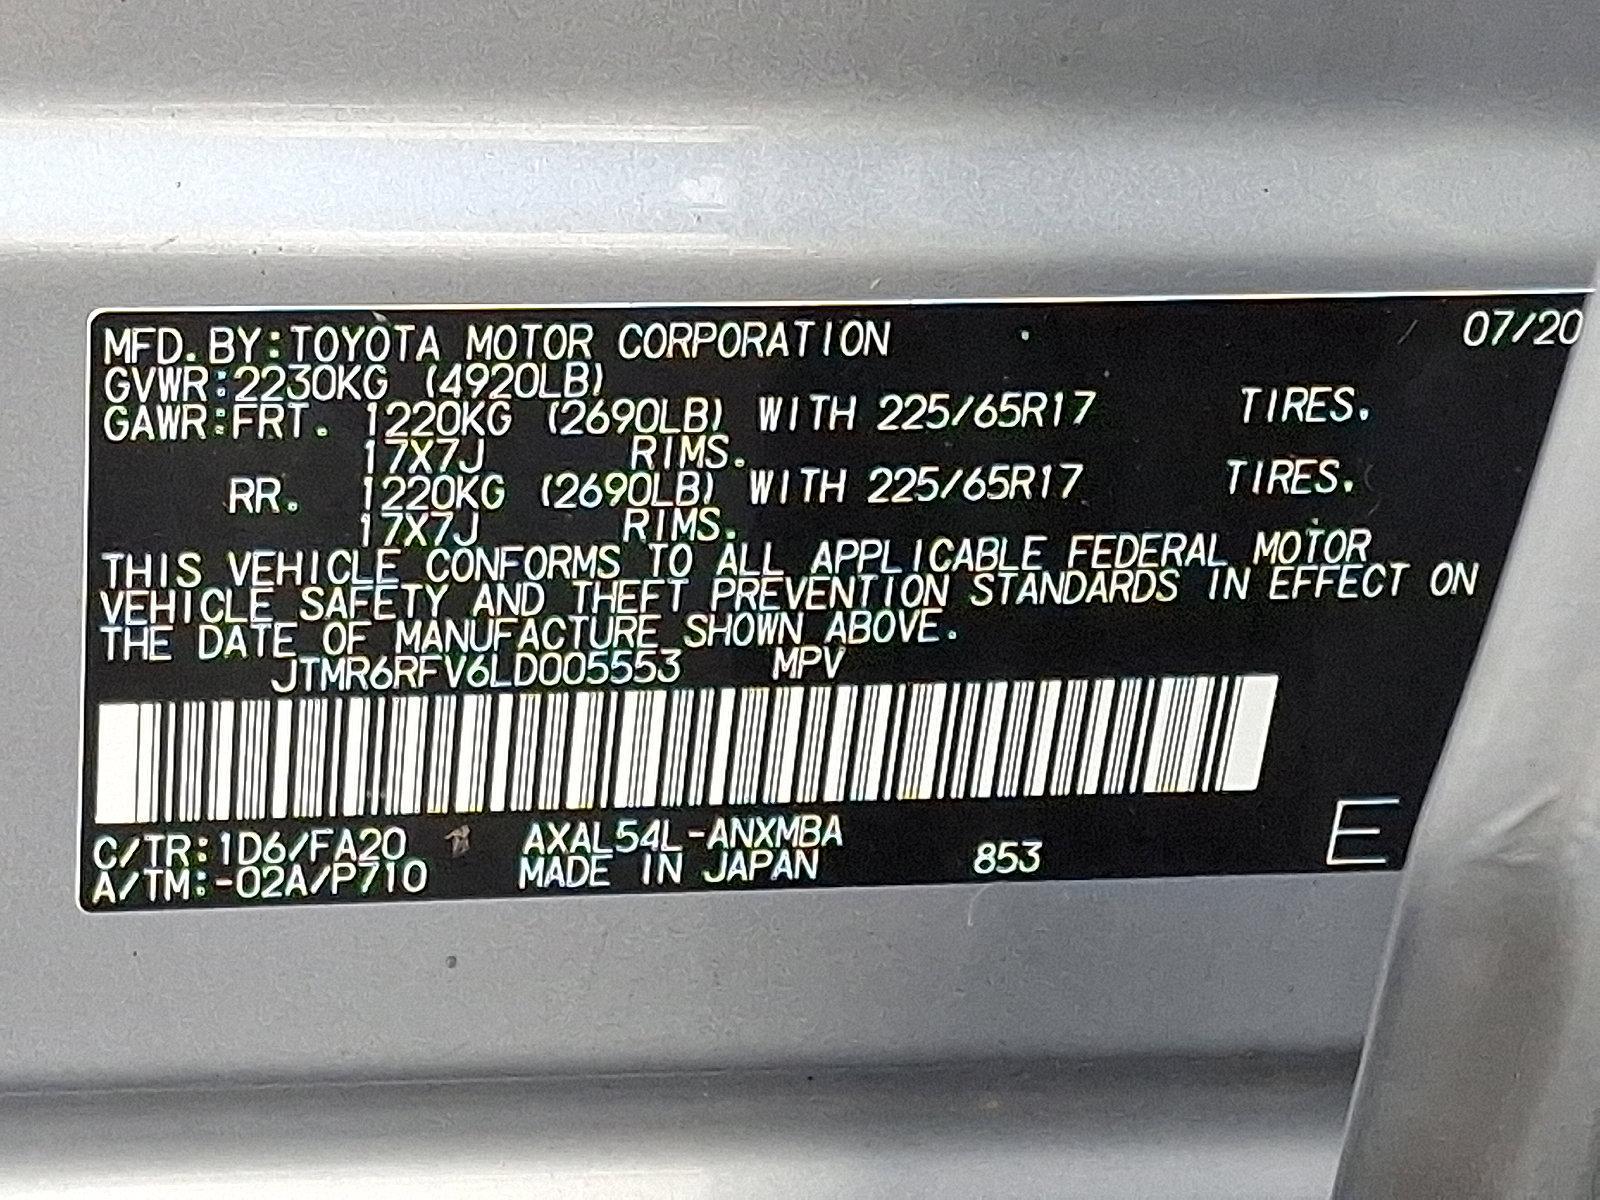 MFD. BY:TOYOTA MOTOR CORPORATION 07/20
GVWR:2230KG (4920LB)
GAWR:FRT. 1220KG (2690LB) WITH 225/65R17 TIRES.
17X7J RIMS.
RR. 1220KG (2690LB) WITH 225/65R17 TIRES.
17X7J RIMS.
THIS VEHICLE CONFORMS TO ALL APPLICABLE FEDERAL MOTOR
VEHICLE SAFETY AND THEFT PREVENTION STANDARDS IN EFFECT ON
THE DATE OF MANUFACTURE SHOWN ABOVE.
JTMR6RFV6LD005553 MPV
C/TR:1D6/FA20 AXAL54L-ANXMBA
A/TM:-02A/P710 MADE IN JAPAN 853 E